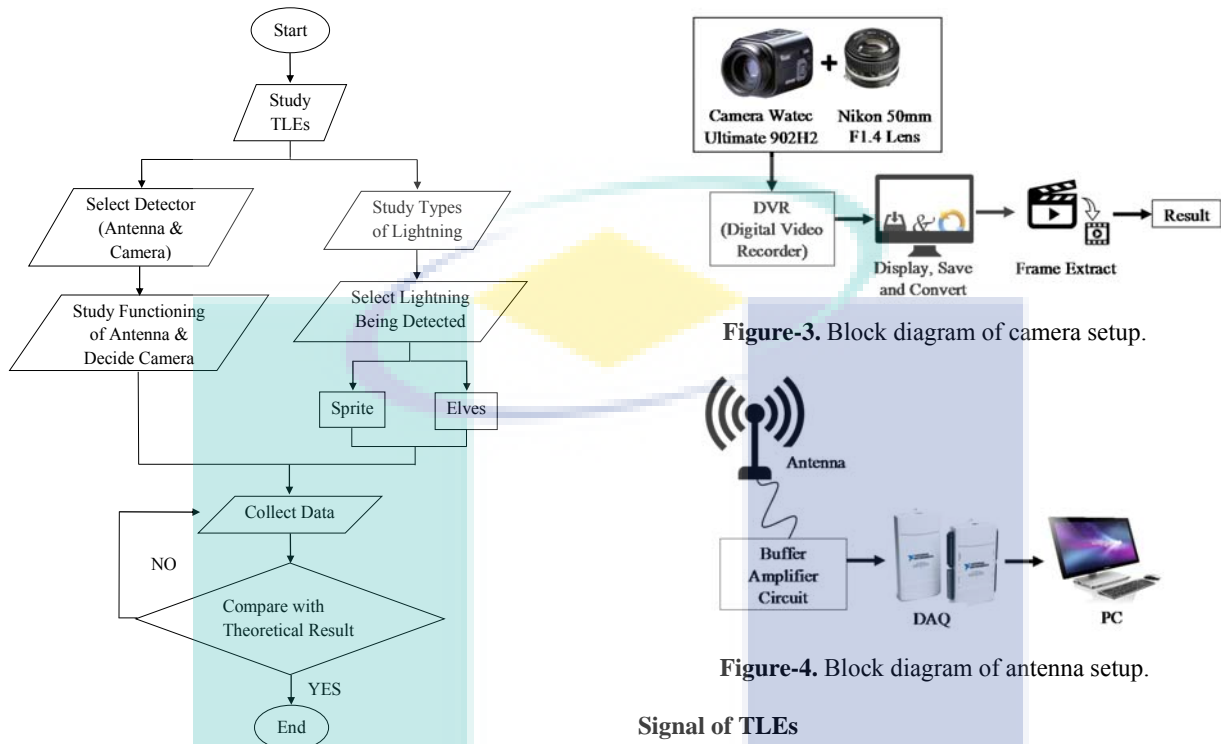 Start
Study
TLEs
Select Detector
(Antenna &
Camera)
Study Types
of Lightning
Study Functioning
of Antenna &
Decide Camera
Select Lightning
Being Detected
Sprite
Elves
Collect Data
NO
Compare with
Theoretical Result
YES
End
Camera Watec
Ultimate 902H2
+
Nikon 50mm
F1.4 Lens
DVR
(Digital Video
Recorder)
&
Display, Save
and Convert
Frame Extract
Result
Figure-3. Block diagram of camera setup.
Antenna
Buffer
Amplifier
Circuit
DAQ
PC
Figure-4. Block diagram of antenna setup.
Signal of TLEs